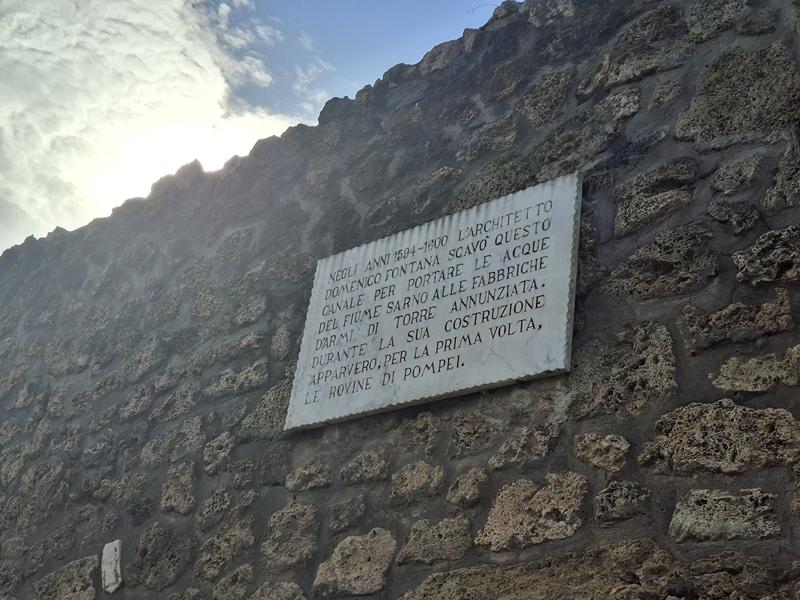 NEGLI ANNI 1594-1600 L'ARCHITETTO
DOMENICO FONTANA SCAVÒ QUESTO
CANALE PER PORTARE LE ACQUE
DEL FIUME SARNO ALLE FABBRICHE
D'ARMI DI TORRE ANNUNZIATA.
DURANTE LA SUA COSTRUZIONE
APPARVERO, PER LA PRIMA VOLTA,
LE ROVINE DI POMPEI.